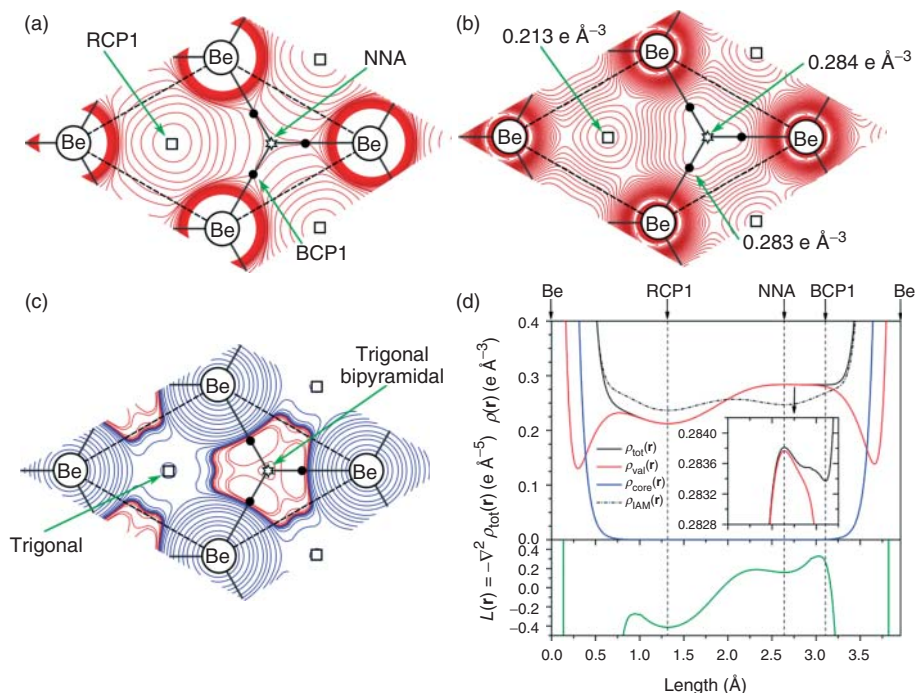 (a)
RCP1
Be
NNA
Be
Be
Be
BCP1
(b)
0.213 e Å−3
Be
0.284 e Å−3
Be
Be
Be
0.283 e Å−3
(c)
Be
Trigonal bipyramidal
Be
Be
Trigonal
Be
(d)
Be RCP1 NNA BCP1 Be
L(r) = −∇2 ρtot(r) (e Å−5) ρ(r) (e Å−3)
0.4
0.3
0.2
0.1
0.0
ρtot(r)
ρval(r)
ρcore(r)
ρIAM(r)
0.2840
0.2836
0.2832
0.2828
0.4
0.2
−0.0
−0.2
−0.4
0.0 0.5 1.0 1.5 2.0 2.5 3.0 3.5
Length (Å)